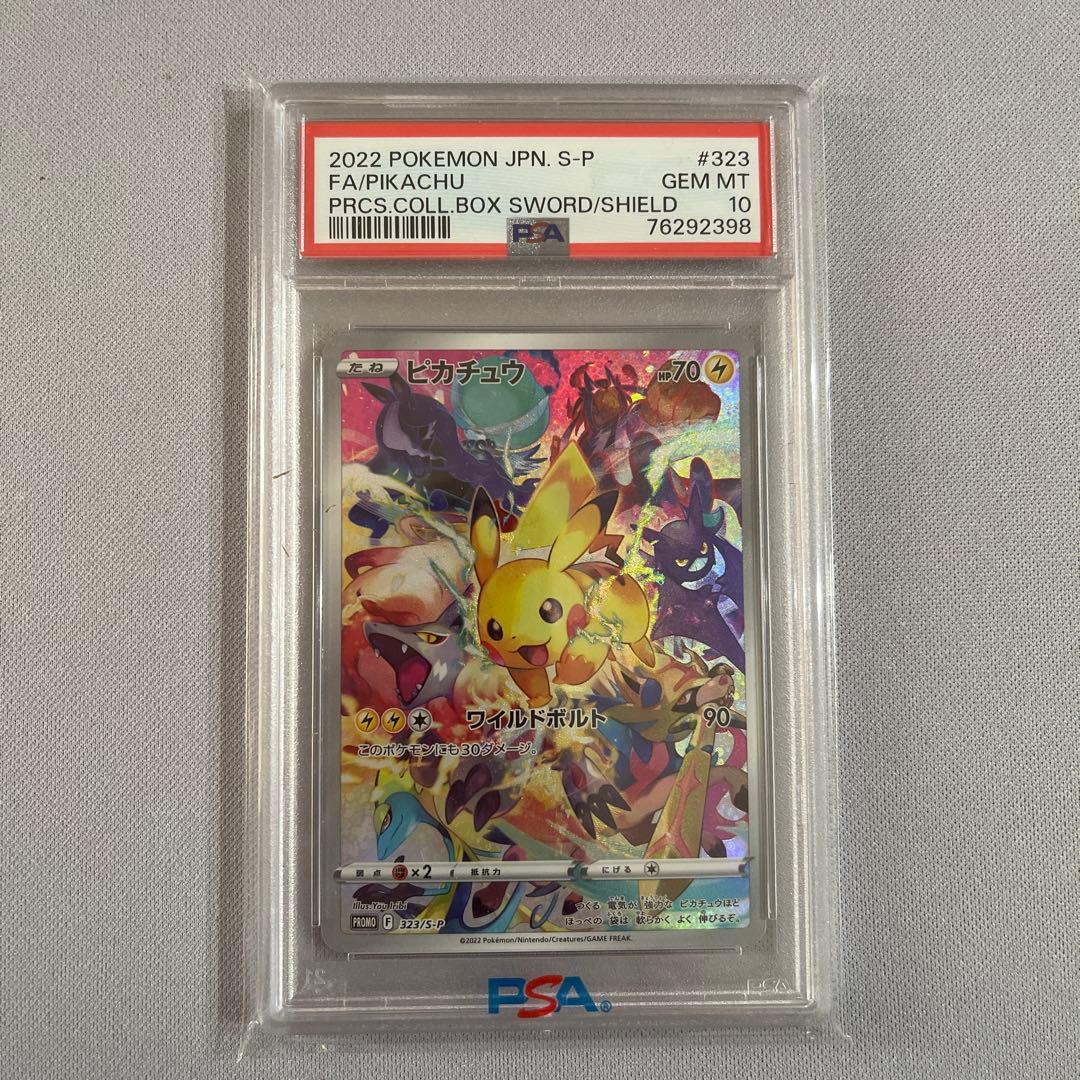 2022 POKEMON JPN. S-P #323
FA/PIKACHU GEM MT
PRCS.COLL.BOX SWORD/SHIELD 10
PSA 76292398
たね ピカチュウ HP70
ワイルドボルト 90
このポケモンにも30ダメージ。
弱点 ×2 抵抗力 にげる
Illus. You Iribi
つくる 電気が 強力な ピカチュウほど
ほっぺの 袋は 軟らかく よく 伸びるぞ。
PROMO F 323/S-P
©2022 Pokémon/Nintendo/Creatures/GAME FREAK.
PSA®